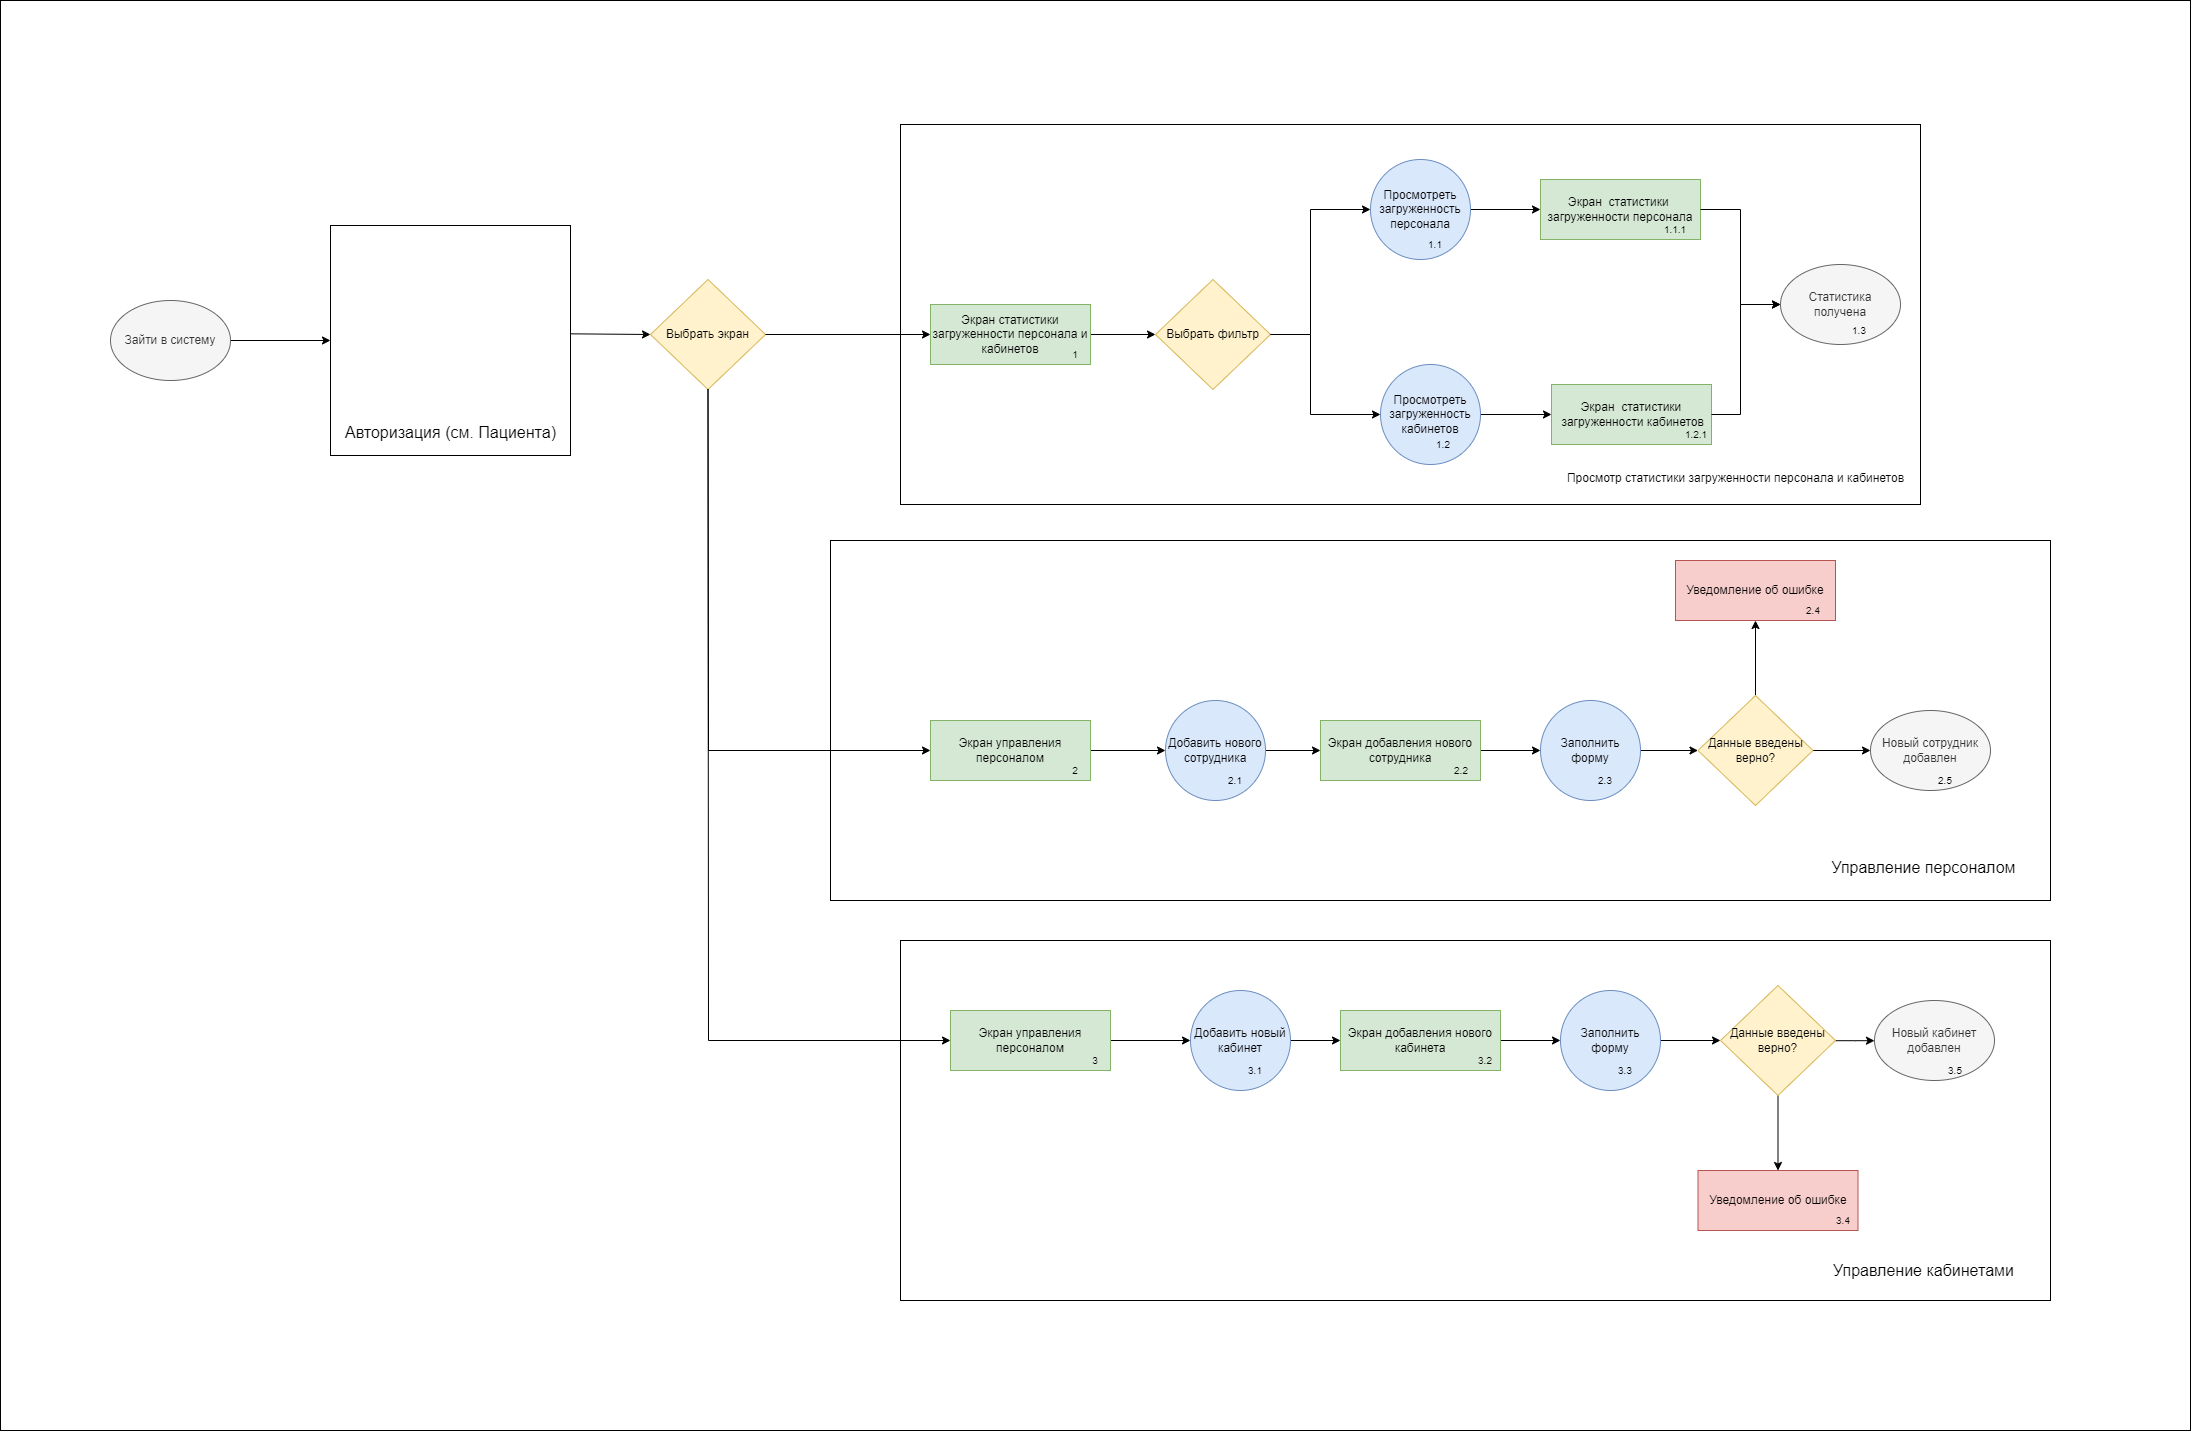 Зайти в систему
Авторизация (см. Пациента)
Выбрать экран
Экран статистики
загруженности персонала и
кабинетов
1
Выбрать фильтр
Просмотреть
загруженность
персонала
1.1
Экран  статистики
загруженности персонала
1.1.1
Просмотреть
загруженность
кабинетов
1.2
Экран  статистики
загруженности кабинетов
1.2.1
Статистика
получена
1.3
Просмотр статистики загруженности персонала и кабинетов
Экран управления
персоналом
2
Добавить нового
сотрудника
2.1
Экран добавления нового
сотрудника
2.2
Заполнить
форму
2.3
Данные введены
верно?
Уведомление об ошибке
2.4
Новый сотрудник
добавлен
2.5
Управление персоналом
Экран управления
персоналом
3
Добавить новый
кабинет
3.1
Экран добавления нового
кабинета
3.2
Заполнить
форму
3.3
Данные введены
верно?
Новый кабинет
добавлен
3.5
Уведомление об ошибке
3.4
Управление кабинетами